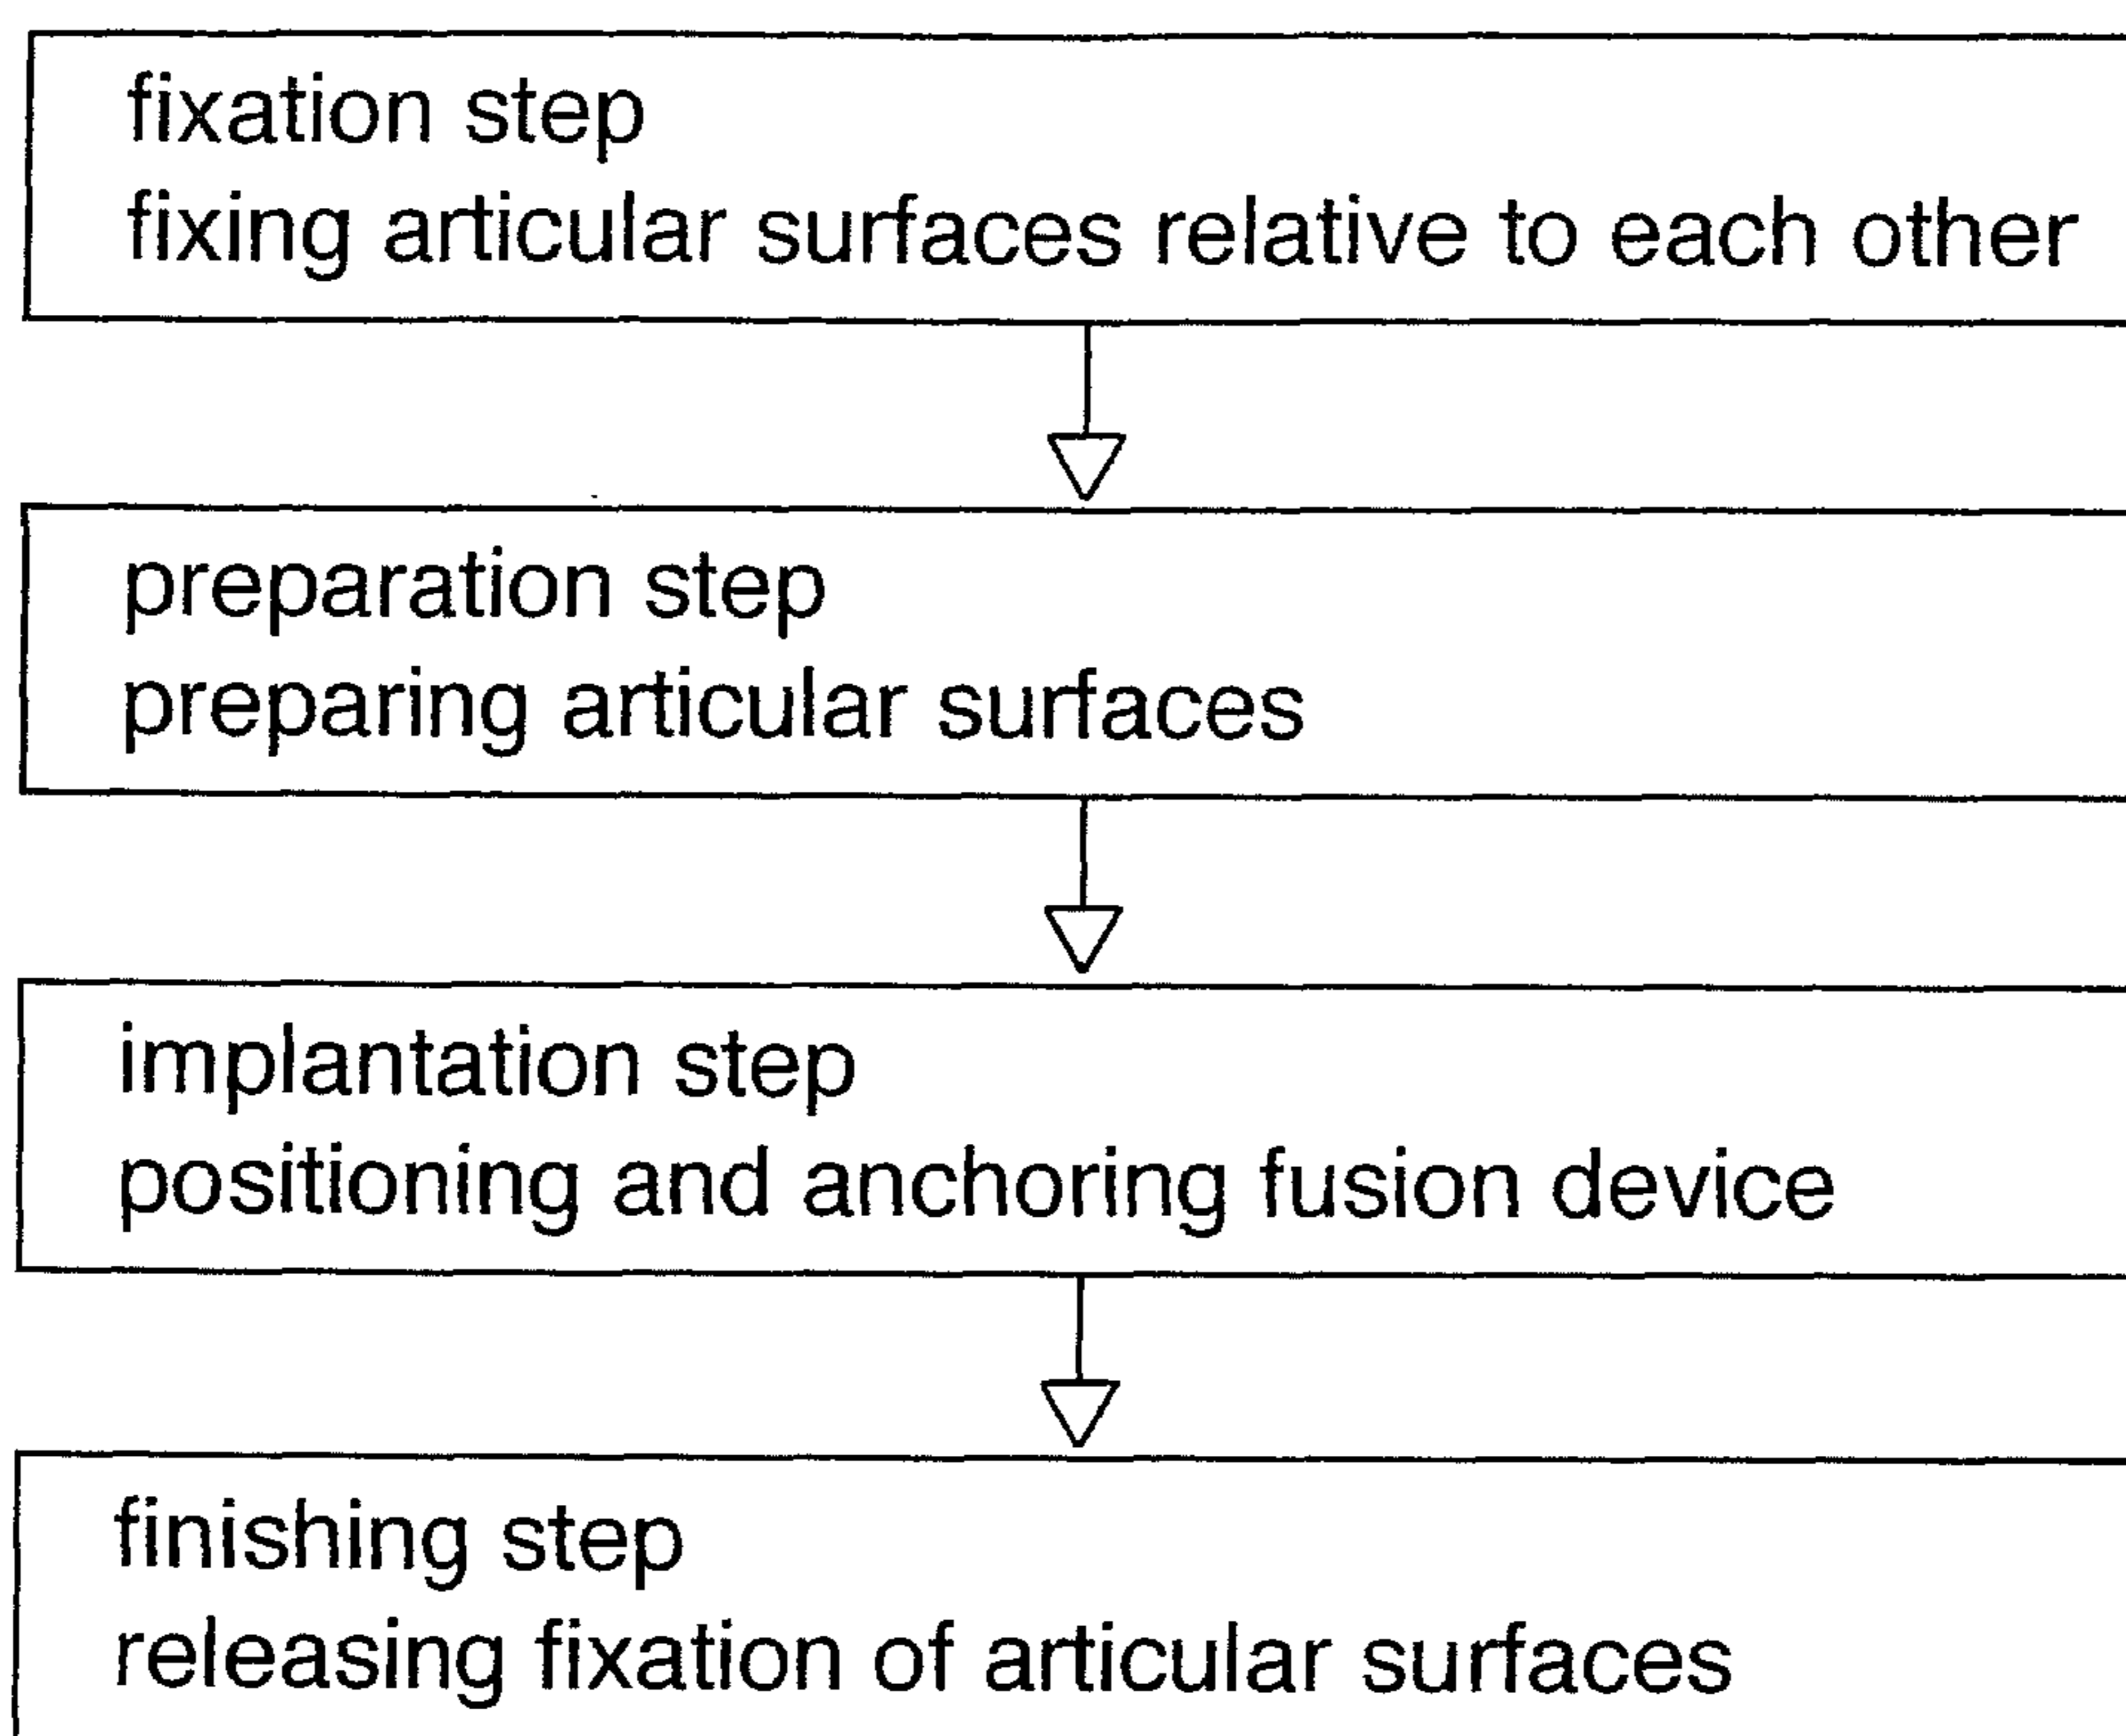 fixation step
fixing articular surfaces relative to each other
preparation step
preparing articular surfaces
implantation step
positioning and anchoring fusion device
finishing step
releasing fixation of articular surfaces